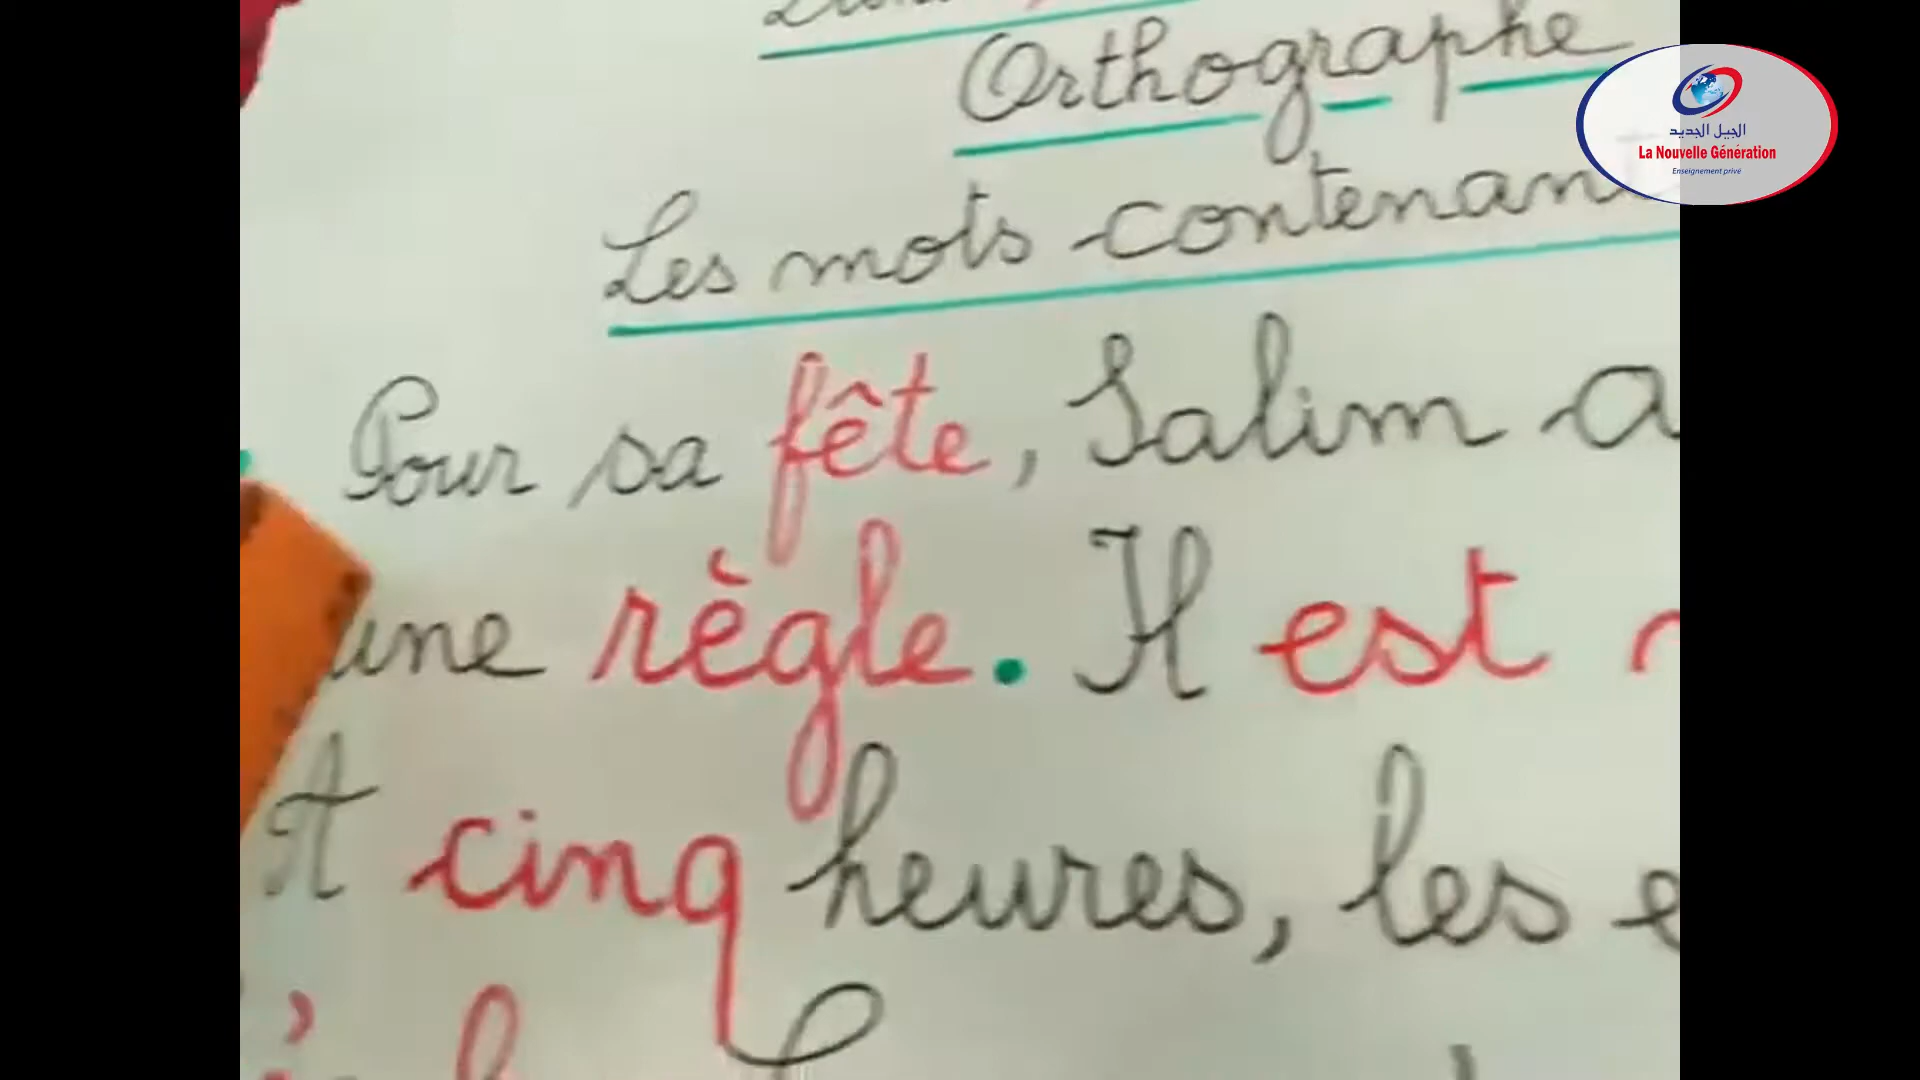 Orthographe
Les mots contenant
Pour sa fête, Salim a
une règle. Il est
A cinq heures, les
الجيل الجديد
La Nouvelle Génération
Enseignement privé